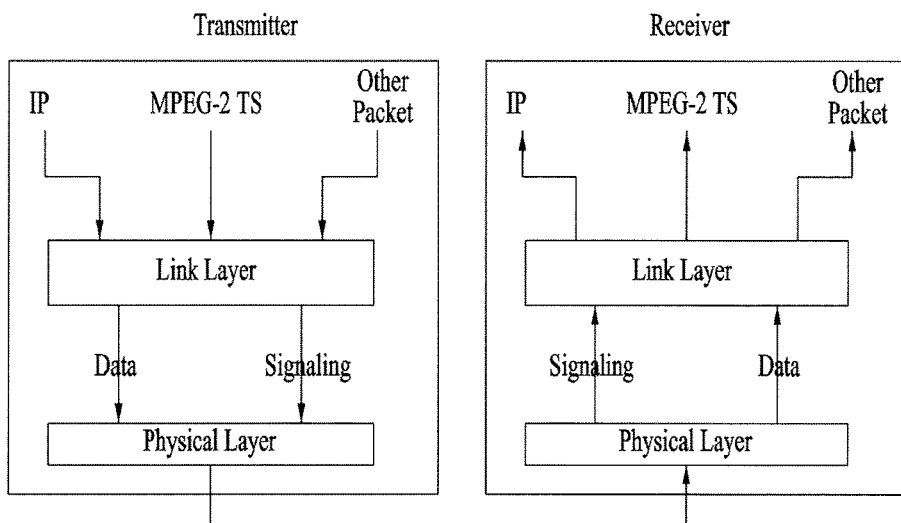 Transmitter
IP
MPEG-2 TS
Other
Packet
Link Layer
Data
Signaling
Physical Layer
Receiver
IP
MPEG-2 TS
Other
Packet
Link Layer
Signaling
Data
Physical Layer